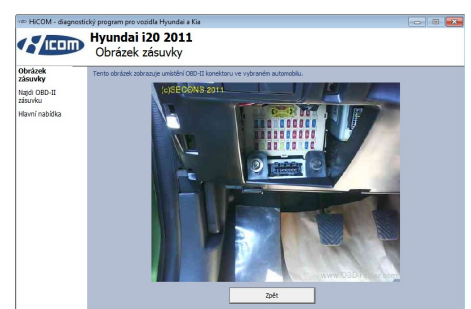 HiCOM - diagnostický program pro vozidla Hyundai a Kia
HICOM
Hyundai i20 2011
Obrázek zásuvky
Obrázek
zásuvky
Najdi OBD-II
zásuvku
Hlavní nabídka
Tento obrázek zobrazuje umístění OBD-II konektoru ve vybraném automobilu.
(c)SECONS 2011
Zpět